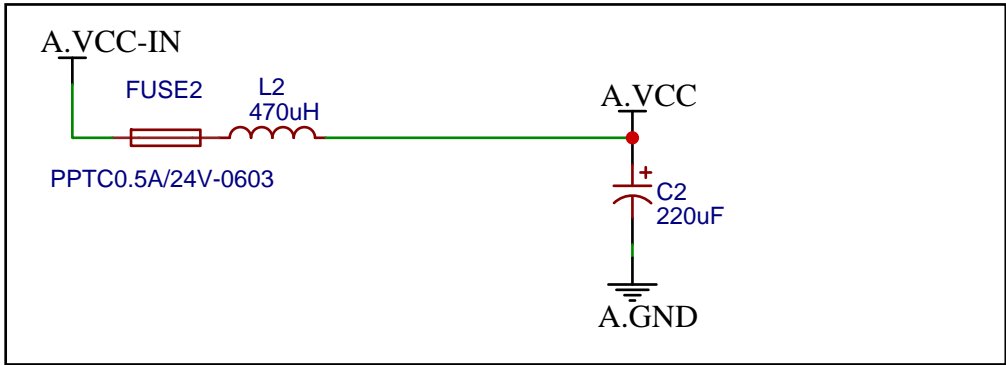 A.VCC-IN
FUSE2
L2
470uH
A.VCC
PPTC0.5A/24V-0603
+
C2
220uF
A.GND